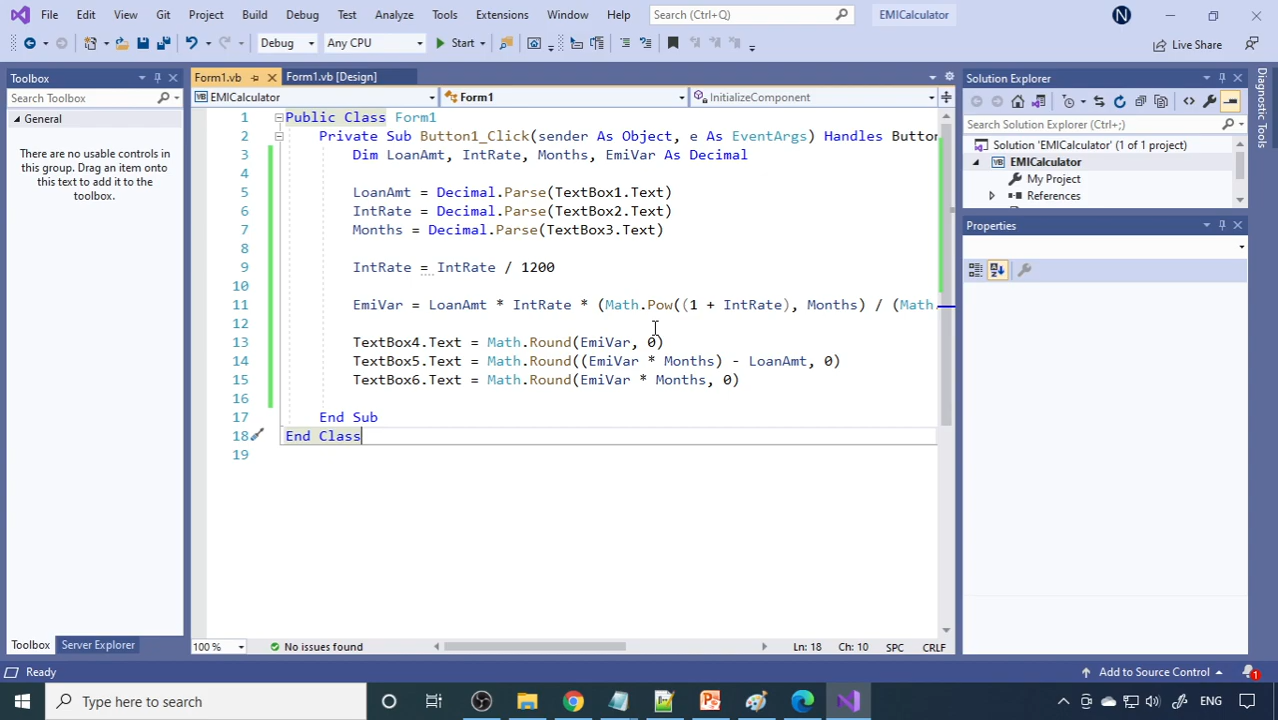 File Edit View Git Project Build Debug Test Analyze Tools Extensions Window Help Search (Ctrl+Q) EMICalculator N
Debug Any CPU Start Live Share
Toolbox
Search Toolbox
General
There are no usable controls in
this group. Drag an item onto
this text to add it to the
toolbox.
Toolbox Server Explorer
Form1.vb Form1.vb [Design]
EMICalculator Form1 InitializeComponent
1 Public Class Form1
2 Private Sub Button1_Click(sender As Object, e As EventArgs) Handles Button
3 Dim LoanAmt, IntRate, Months, EmiVar As Decimal
4
5 LoanAmt = Decimal.Parse(TextBox1.Text)
6 IntRate = Decimal.Parse(TextBox2.Text)
7 Months = Decimal.Parse(TextBox3.Text)
8
9 IntRate = IntRate / 1200
10
11 EmiVar = LoanAmt * IntRate * (Math.Pow((1 + IntRate), Months) / (Math.
12
13 TextBox4.Text = Math.Round(EmiVar, 0)
14 TextBox5.Text = Math.Round((EmiVar * Months) - LoanAmt, 0)
15 TextBox6.Text = Math.Round(EmiVar * Months, 0)
16
17 End Sub
18 End Class
19
100 % No issues found Ln: 18 Ch: 10 SPC CRLF
Solution Explorer
Search Solution Explorer (Ctrl+;)
Solution 'EMICalculator' (1 of 1 project)
EMICalculator
My Project
References
Properties
Diagnostic Tools
Ready Add to Source Control 1
Type here to search ENG